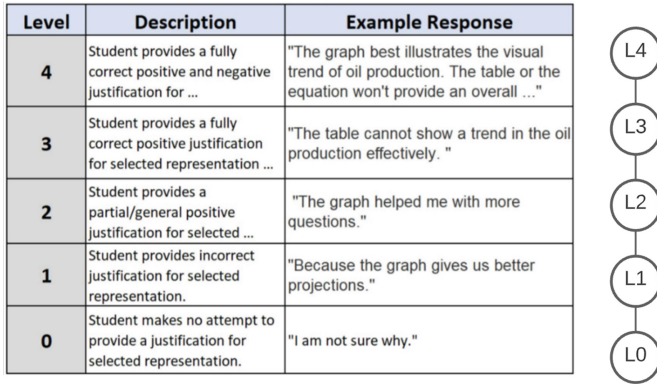 Level Description Example Response
4
Student provides a fully
correct positive and negative
justification for ...
"The graph best illustrates the visual
trend of oil production. The table or the
equation won't provide an overall ..."
3
Student provides a fully
correct positive justification
for selected representation ...
"The table cannot show a trend in the oil
production effectively. "
2
Student provides a
partial/general positive
justification for selected ...
"The graph helped me with more
questions."
1
Student provides incorrect
justification for selected
representation.
"Because the graph gives us better
projections."
0
Student makes no attempt to
provide a justification for
selected representation.
"I am not sure why."
L4
L3
L2
L1
L0